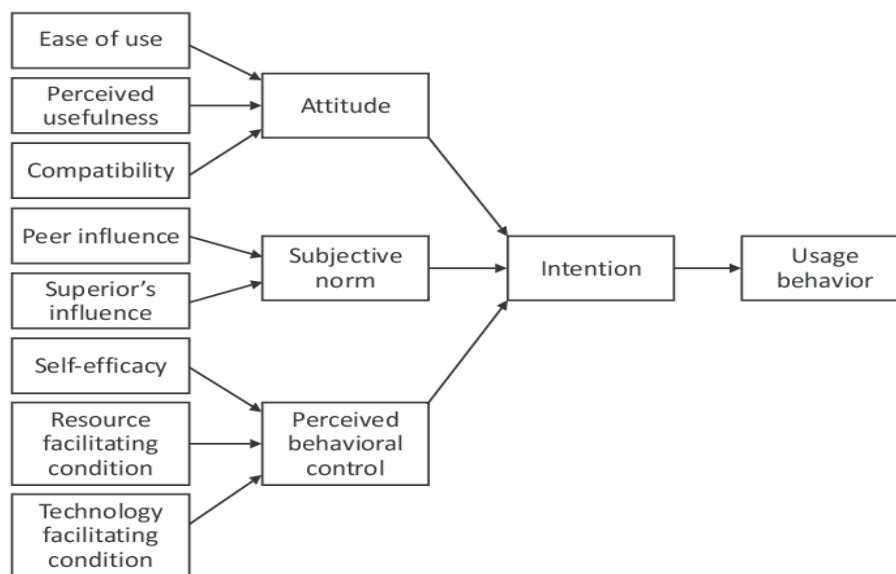 Ease of use
Perceived
usefulness
Compatibility
Peer influence
Superior’s
influence
Self-efficacy
Resource
facilitating
condition
Technology
facilitating
condition
Attitude
Subjective
norm
Perceived
behavioral
control
Intention
Usage
behavior